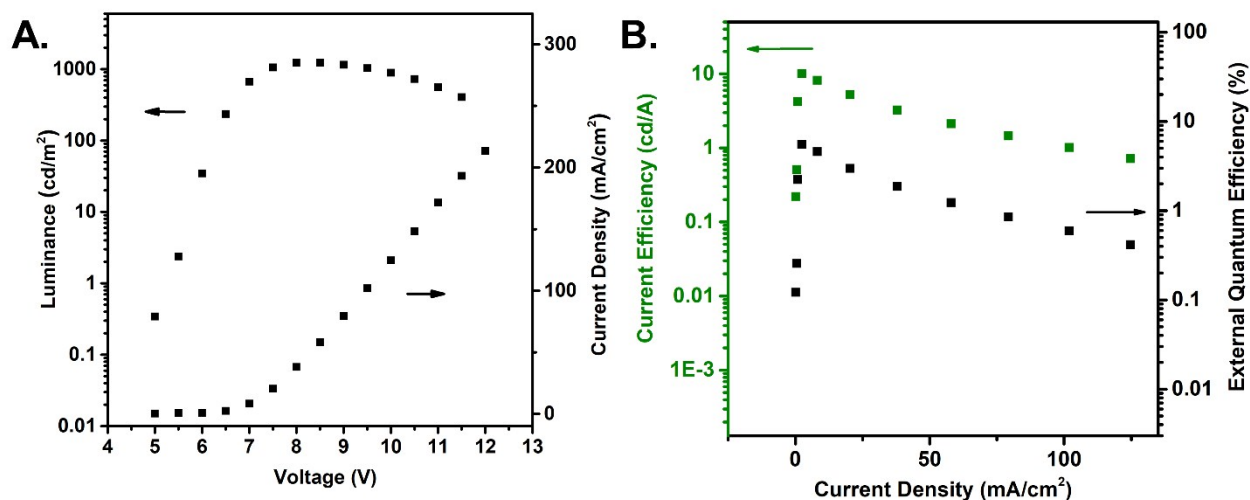 A.
Luminance (cd/m²)
1000
100
10
1
0.1
0.01
4 5 6 7 8 9 10 11 12 13
Voltage (V)
300
200
100
0
Current Density (mA/cm²)
B.
Current Efficiency (cd/A)
10
1
0.1
0.01
1E-3
0 50 100
Current Density (mA/cm²)
100
10
1
0.1
0.01
External Quantum Efficiency (%)